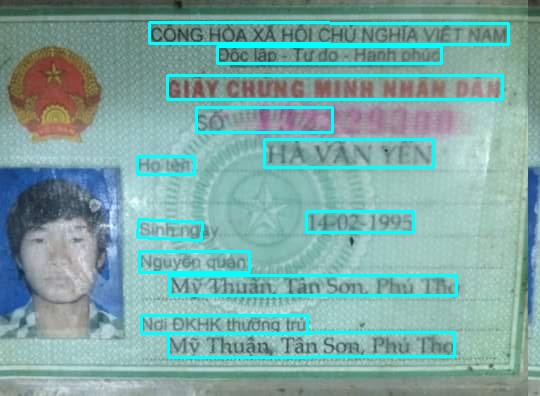 CỘNG HÒA XÃ HỘI CHỦ NGHĨA VIỆT NAM
Độc lập - Tự do - Hạnh phúc
GIẤY CHỨNG MINH NHÂN DÂN
SỐ
Họ tên HÀ VĂN YÊN
Sinh ngày 14-02-1995
Nguyên quán
Mỹ Thuận, Tân Sơn, Phú Thọ
Nơi ĐKHK thường trú
Mỹ Thuận, Tân Sơn, Phú Thọ